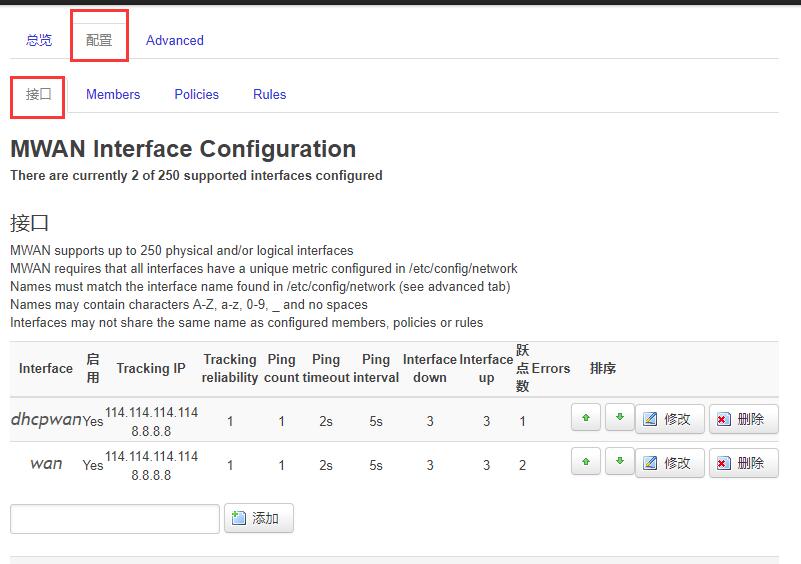 总览 配置 Advanced
接口 Members Policies Rules
MWAN Interface Configuration
There are currently 2 of 250 supported interfaces configured
接口
MWAN supports up to 250 physical and/or logical interfaces
MWAN requires that all interfaces have a unique metric configured in /etc/config/network
Names must match the interface name found in /etc/config/network (see advanced tab)
Names may contain characters A-Z, a-z, 0-9, _ and no spaces
Interfaces may not share the same name as configured members, policies or rules
Interface 启用 Tracking IP Tracking reliability Ping count Ping timeout Ping interval Interface down Interface up 跃点数 Errors 排序
dhcpwan Yes 114.114.114.114 8.8.8.8 1 1 2s 5s 3 3 1 修改 删除
wan Yes 114.114.114.114 8.8.8.8 1 1 2s 5s 3 3 2 修改 删除
添加